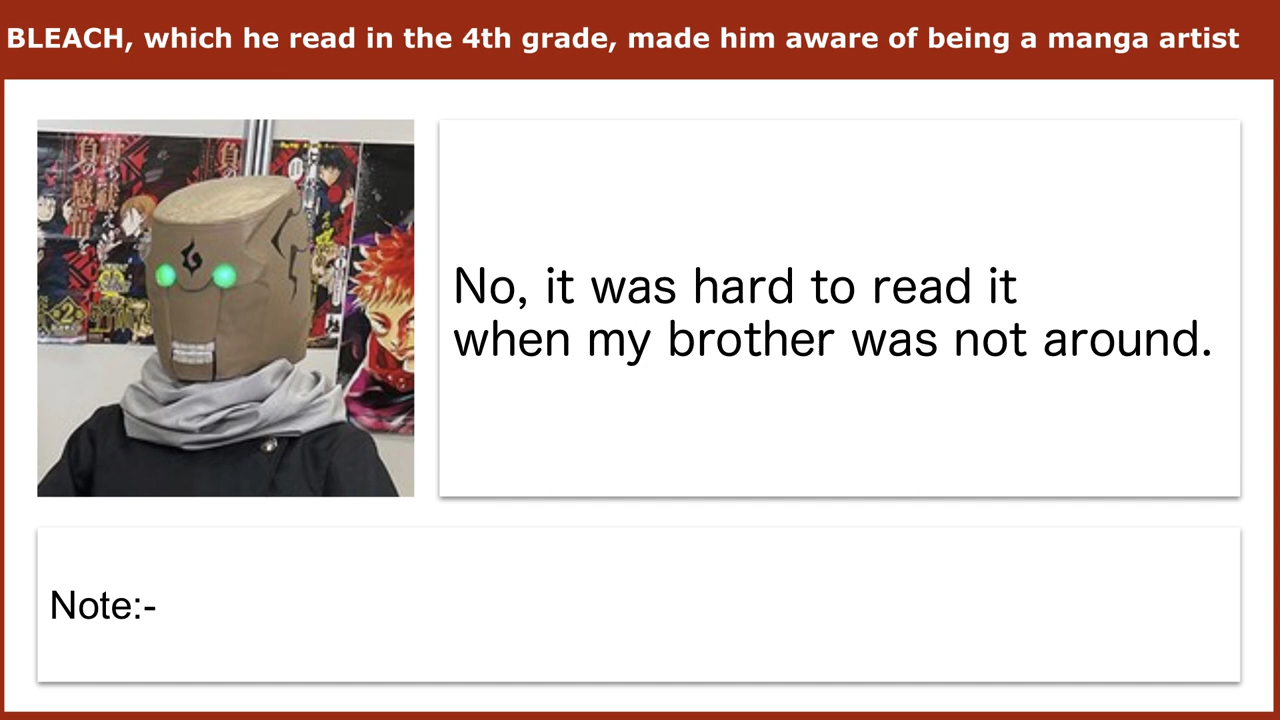 BLEACH, which he read in the 4th grade, made him aware of being a manga artist
No, it was hard to read it
when my brother was not around.
Note:-